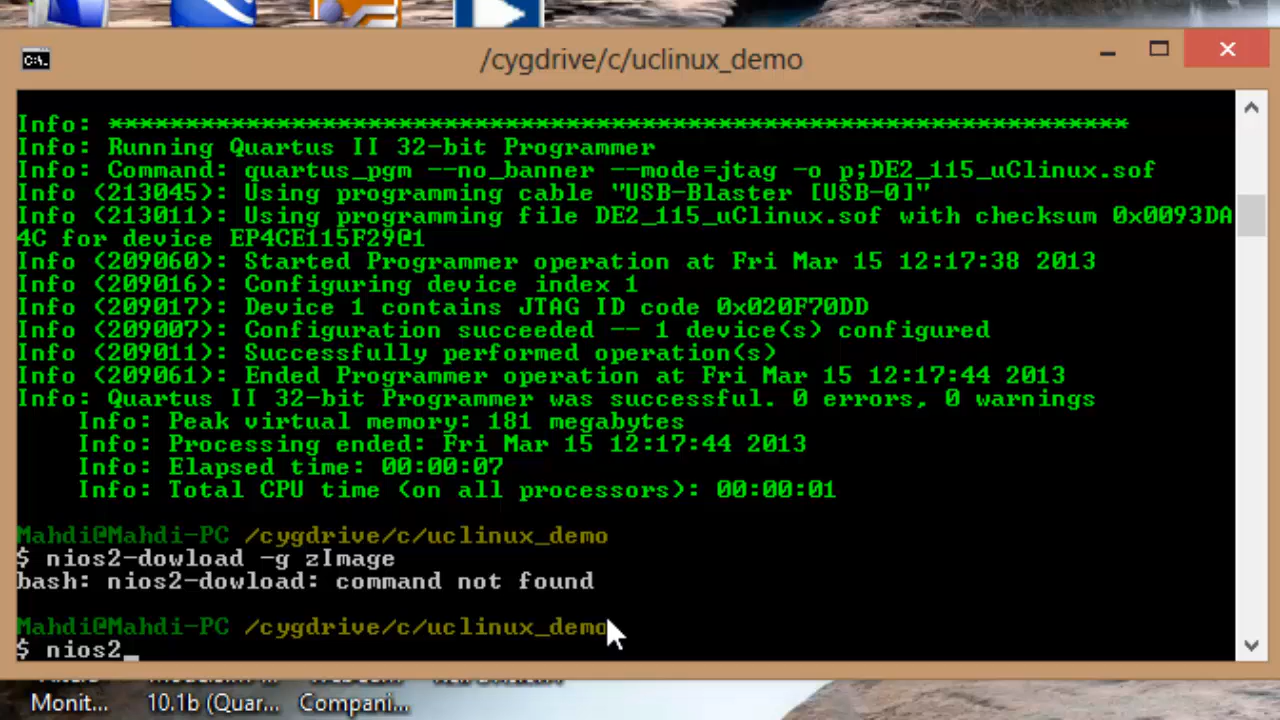 /cygdrive/c/uclinux_demo
Info: *******************************************************************
Info: Running Quartus II 32-bit Programmer
Info: Command: quartus_pgm --no_banner --mode=jtag -o p;DE2_115_uClinux.sof
Info (213045): Using programming cable "USB-Blaster [USB-0]"
Info (213011): Using programming file DE2_115_uClinux.sof with checksum 0x0093DA
4C for device EP4CE115F29@1
Info (209060): Started Programmer operation at Fri Mar 15 12:17:38 2013
Info (209016): Configuring device index 1
Info (209017): Device 1 contains JTAG ID code 0x020F70DD
Info (209007): Configuration succeeded -- 1 device(s) configured
Info (209011): Successfully performed operation(s)
Info (209061): Ended Programmer operation at Fri Mar 15 12:17:44 2013
Info: Quartus II 32-bit Programmer was successful. 0 errors, 0 warnings
Info: Peak virtual memory: 181 megabytes
Info: Processing ended: Fri Mar 15 12:17:44 2013
Info: Elapsed time: 00:00:07
Info: Total CPU time (on all processors): 00:00:01
Mahdi@Mahdi-PC /cygdrive/c/uclinux_demo
$ nios2-dowload -g zImage
bash: nios2-dowload: command not found
Mahdi@Mahdi-PC /cygdrive/c/uclinux_demo
$ nios2_
Monit... 10.1b (Quar... Compani...